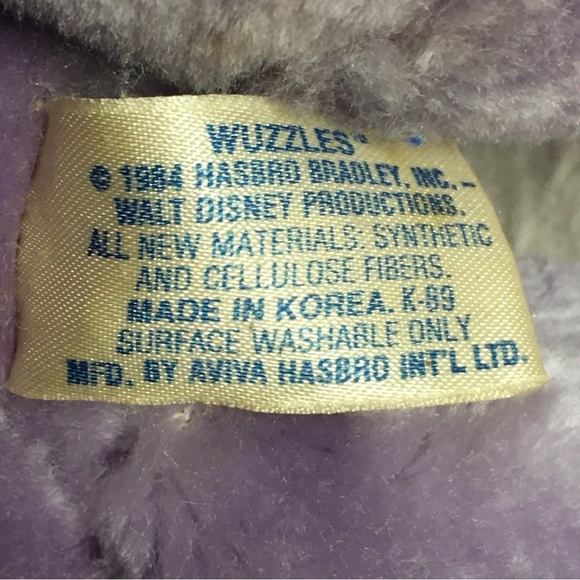 WUZZLES™
© 1984 HASBRO BRADLEY, INC. –
WALT DISNEY PRODUCTIONS.
ALL NEW MATERIALS: SYNTHETIC
AND CELLULOSE FIBERS.
MADE IN KOREA. K-89
SURFACE WASHABLE ONLY
MFD. BY AVIVA HASBRO INT'L LTD.